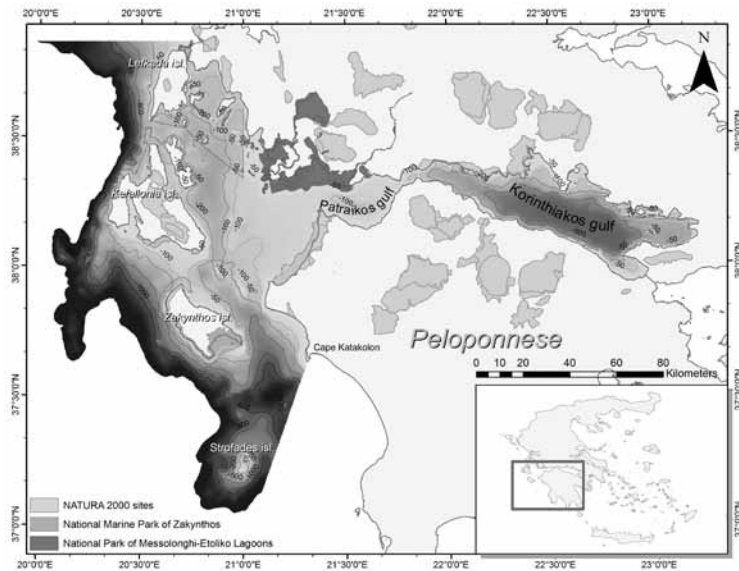 20°0'0"E 20°30'0"E 21°0'0"E 21°30'0"E 22°0'0"E 22°30'0"E 23°0'0"E
N
Lefkada isl.
38°30'0"N
Kefallonia isl.
Patraikos gulf
Korinthiakos gulf
38°0'0"N
Zakynthos isl.
Cape Katakolon
Peloponnese
0 5 10 20 40 60 80
Kilometers
37°30'0"N
Strofades isl.
NATURA 2000 sites
National Marine Park of Zakynthos
National Park of Messolonghi-Etoliko Lagoons
37°0'0"N
20°0'0"E 20°30'0"E 21°0'0"E 21°30'0"E 22°0'0"E 22°30'0"E 23°0'0"E